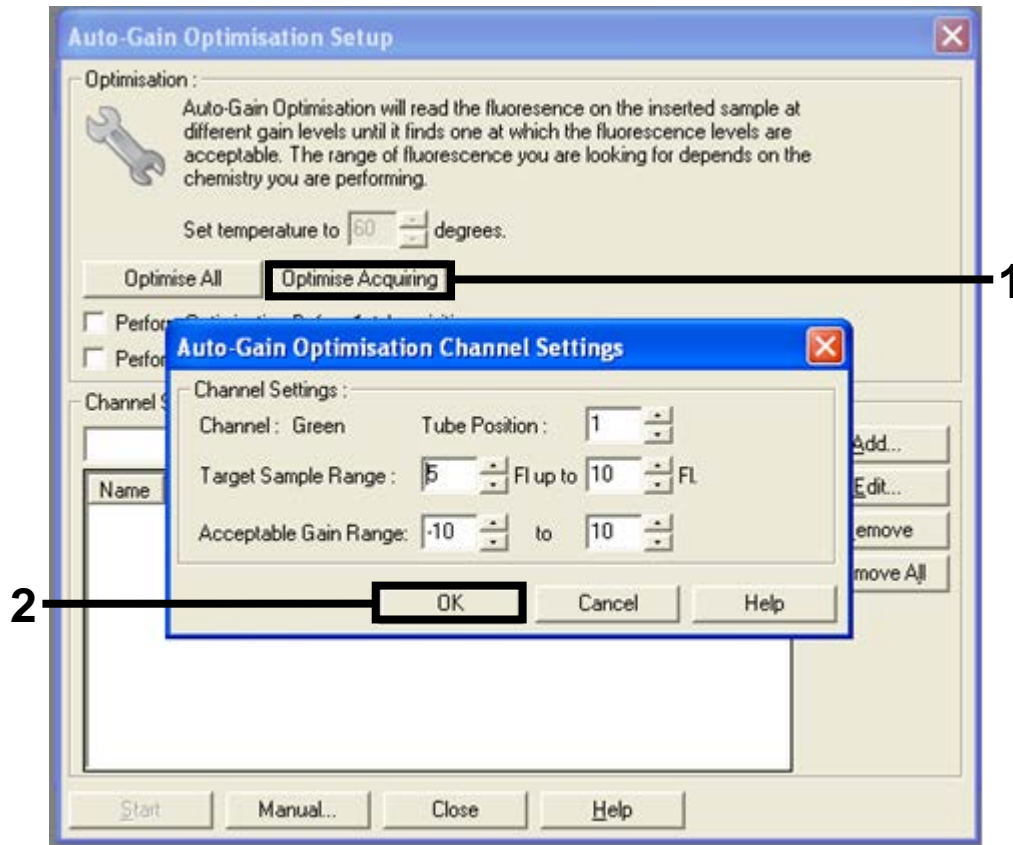 Auto-Gain Optimisation Setup
Optimisation :
Auto-Gain Optimisation will read the fluoresence on the inserted sample at
different gain levels until it finds one at which the fluorescence levels are
acceptable. The range of fluorescence you are looking for depends on the
chemistry you are performing.
Set temperature to 60 degrees.
Optimise All Optimise Acquiring
1
Auto-Gain Optimisation Channel Settings
Channel Settings :
Channel : Green Tube Position : 1
Target Sample Range : 5 Fl up to 10 Fl.
Acceptable Gain Range: -10 to 10
OK Cancel Help
2
Channel
Name
Add...
Edit...
emove
move All
Start Manual... Close Help